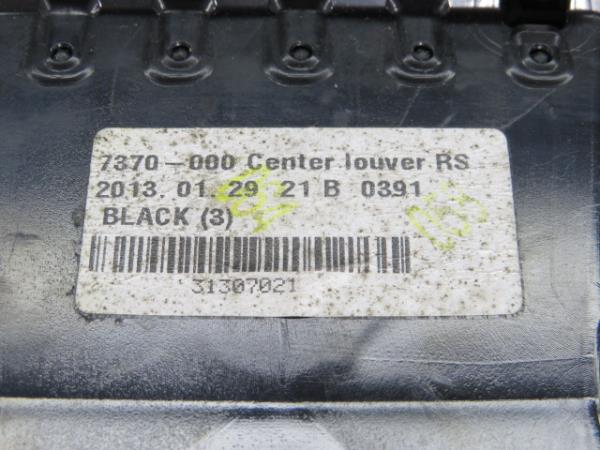 7370-000 Center louver RS
2013. 01. 29 21 B 0391
BLACK (3)
31307021